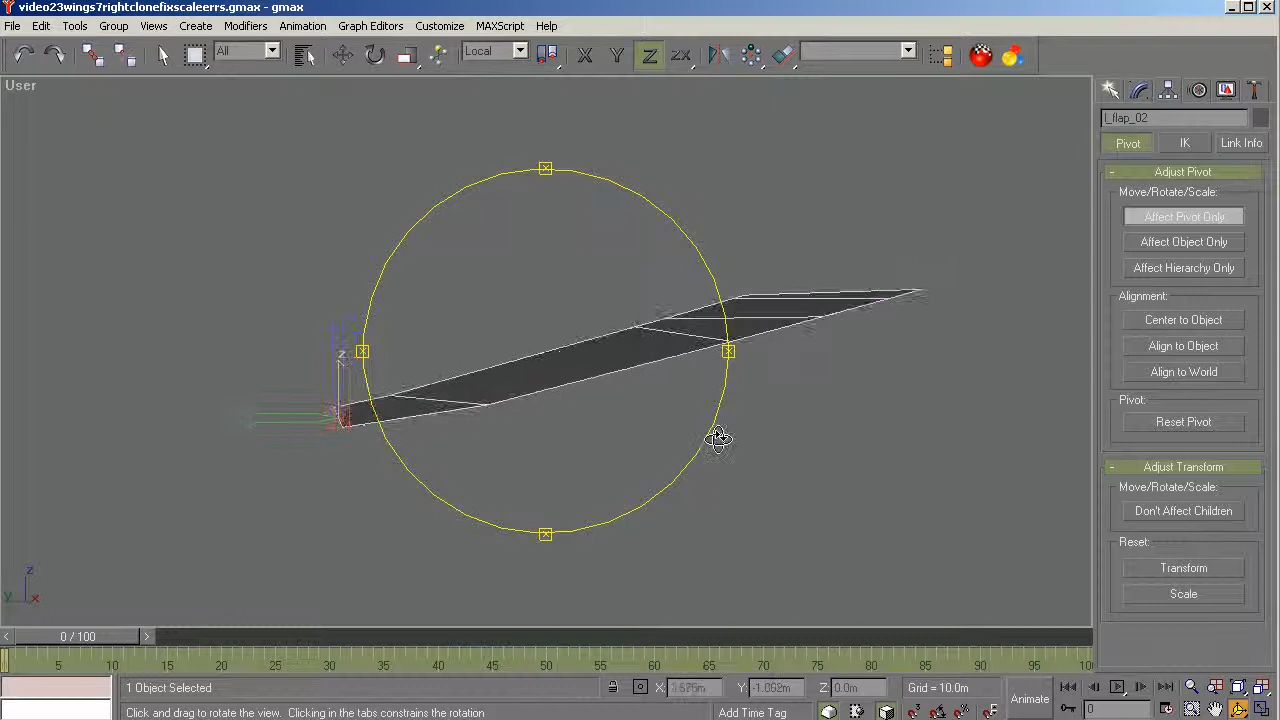 video23wings7rightclonefixscaleerrs.gmax - gmax
File Edit Tools Group Views Create Modifiers Animation Graph Editors Customize MAXScript Help
All
Local
X Y Z ZX
User
l_flap_02
Pivot IK Link Info
- Adjust Pivot
Move/Rotate/Scale:
Affect Pivot Only
Affect Object Only
Affect Hierarchy Only
Alignment:
Center to Object
Align to Object
Align to World
Pivot:
Reset Pivot
- Adjust Transform
Move/Rotate/Scale:
Don't Affect Children
Reset:
Transform
Scale
z
z
y x
< 0 / 100 >
5 10 15 20 25 30 35 40 45 50 55 60 65 70 75 80 85 90 95 10
1 Object Selected X: Y: -1.062m Z: 0.0m Grid = 10.0m Animate
Click and drag to rotate the view. Clicking in the tabs constrains the rotation Add Time Tag 0